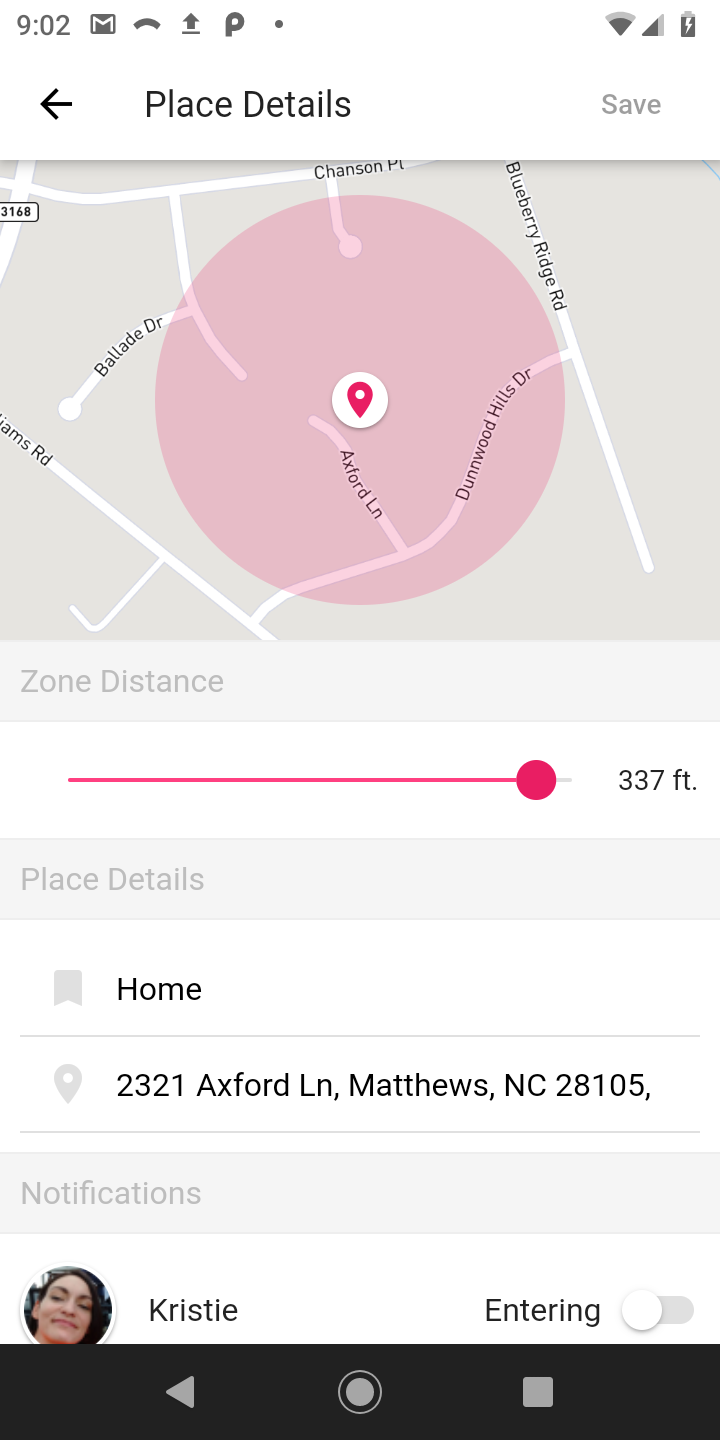 9:02
Place Details
Save
Chanson Pl
3168
Blueberry Ridge Rd
Ballade Dr
iams Rd
Dunnwood Hills Dr
Axford Ln
Zone Distance
337 ft.
Place Details
Home
2321 Axford Ln, Matthews, NC 28105,
Notifications
Kristie
Entering